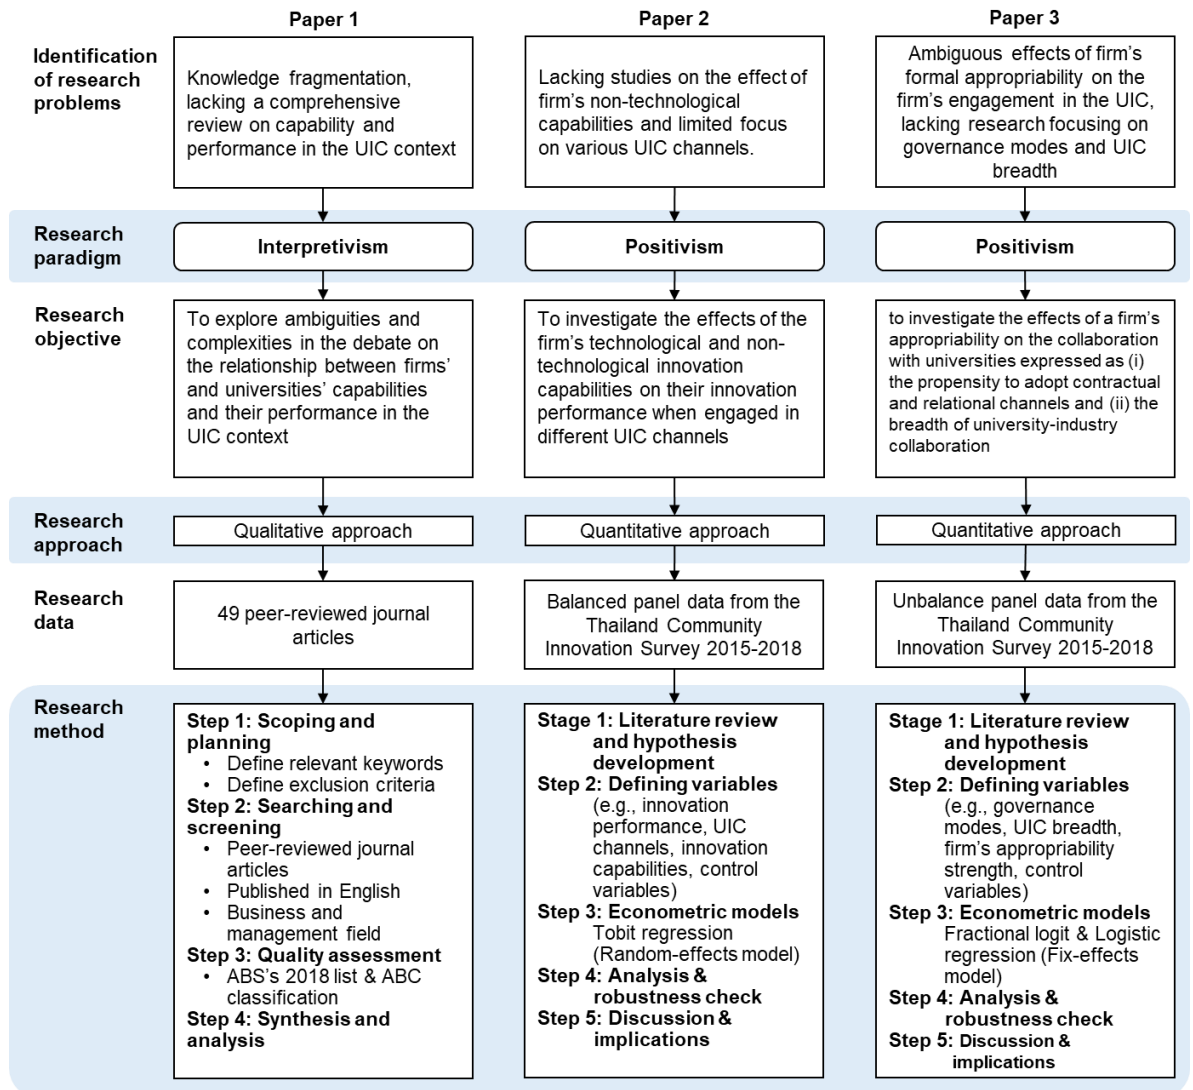 Paper 1
Paper 2
Paper 3
Identification
of research
problems
Knowledge fragmentation,
lacking a comprehensive
review on capability and
performance in the UIC context
Lacking studies on the effect of
firm's non-technological
capabilities and limited focus
on various UIC channels.
Ambiguous effects of firm's
formal appropriability on the
firm's engagement in the UIC,
lacking research focusing on
governance modes and UIC
breadth
Research
paradigm
Interpretivism
Positivism
Positivism
Research
objective
To explore ambiguities and
complexities in the debate on
the relationship between firms'
and universities' capabilities
and their performance in the
UIC context
To investigate the effects of the
firm's technological and non-
technological innovation
capabilities on their innovation
performance when engaged in
different UIC channels
to investigate the effects of a firm's
appropriability on the collaboration
with universities expressed as (i)
the propensity to adopt contractual
and relational channels and (ii) the
breadth of university-industry
collaboration
Research
approach
Qualitative approach
Quantitative approach
Quantitative approach
Research
data
49 peer-reviewed journal
articles
Balanced panel data from the
Thailand Community
Innovation Survey 2015-2018
Unbalance panel data from the
Thailand Community
Innovation Survey 2015-2018
Research
method
Step 1: Scoping and
planning
• Define relevant keywords
• Define exclusion criteria
Step 2: Searching and
screening
• Peer-reviewed journal
articles
• Published in English
• Business and
management field
Step 3: Quality assessment
• ABS's 2018 list & ABC
classification
Step 4: Synthesis and
analysis
Stage 1: Literature review
and hypothesis
development
Step 2: Defining variables
(e.g., innovation
performance, UIC
channels, innovation
capabilities, control
variables)
Step 3: Econometric models
Tobit regression
(Random-effects model)
Step 4: Analysis &
robustness check
Step 5: Discussion &
implications
Stage 1: Literature review
and hypothesis
development
Step 2: Defining variables
(e.g., governance
modes, UIC breadth,
firm's appropriability
strength, control
variables)
Step 3: Econometric models
Fractional logit & Logistic
regression (Fix-effects
model)
Step 4: Analysis &
robustness check
Step 5: Discussion &
implications